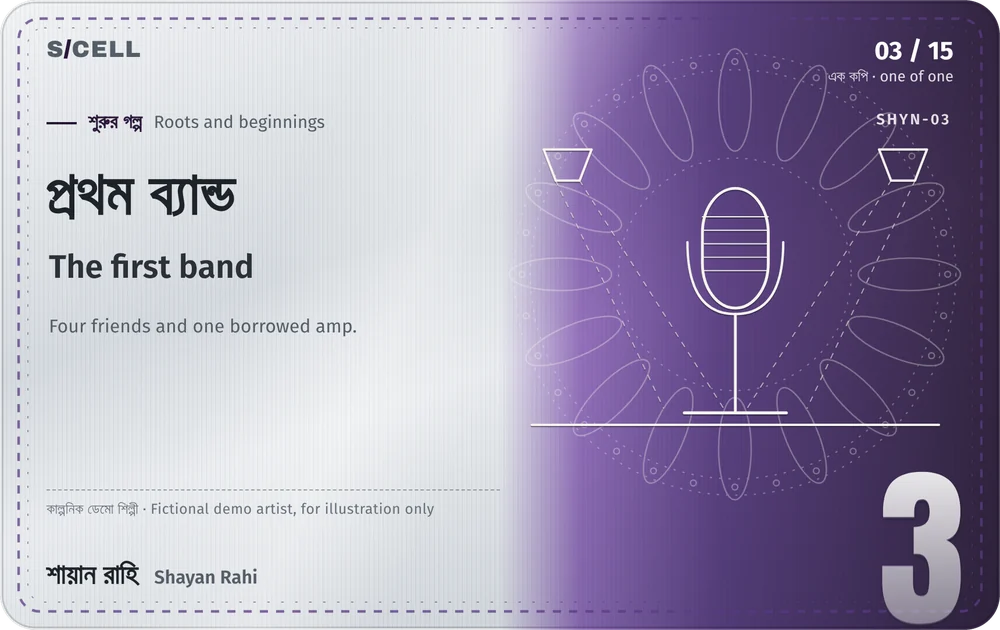 S/CELL
03 / 15
এক কপি · one of one
SHYN-03
শুরুর গল্প Roots and beginnings
প্রথম ব্যান্ড
The first band
Four friends and one borrowed amp.
কাল্পনিক ডেমো শিল্পী · Fictional demo artist, for illustration only
শায়ান রাহি Shayan Rahi
3